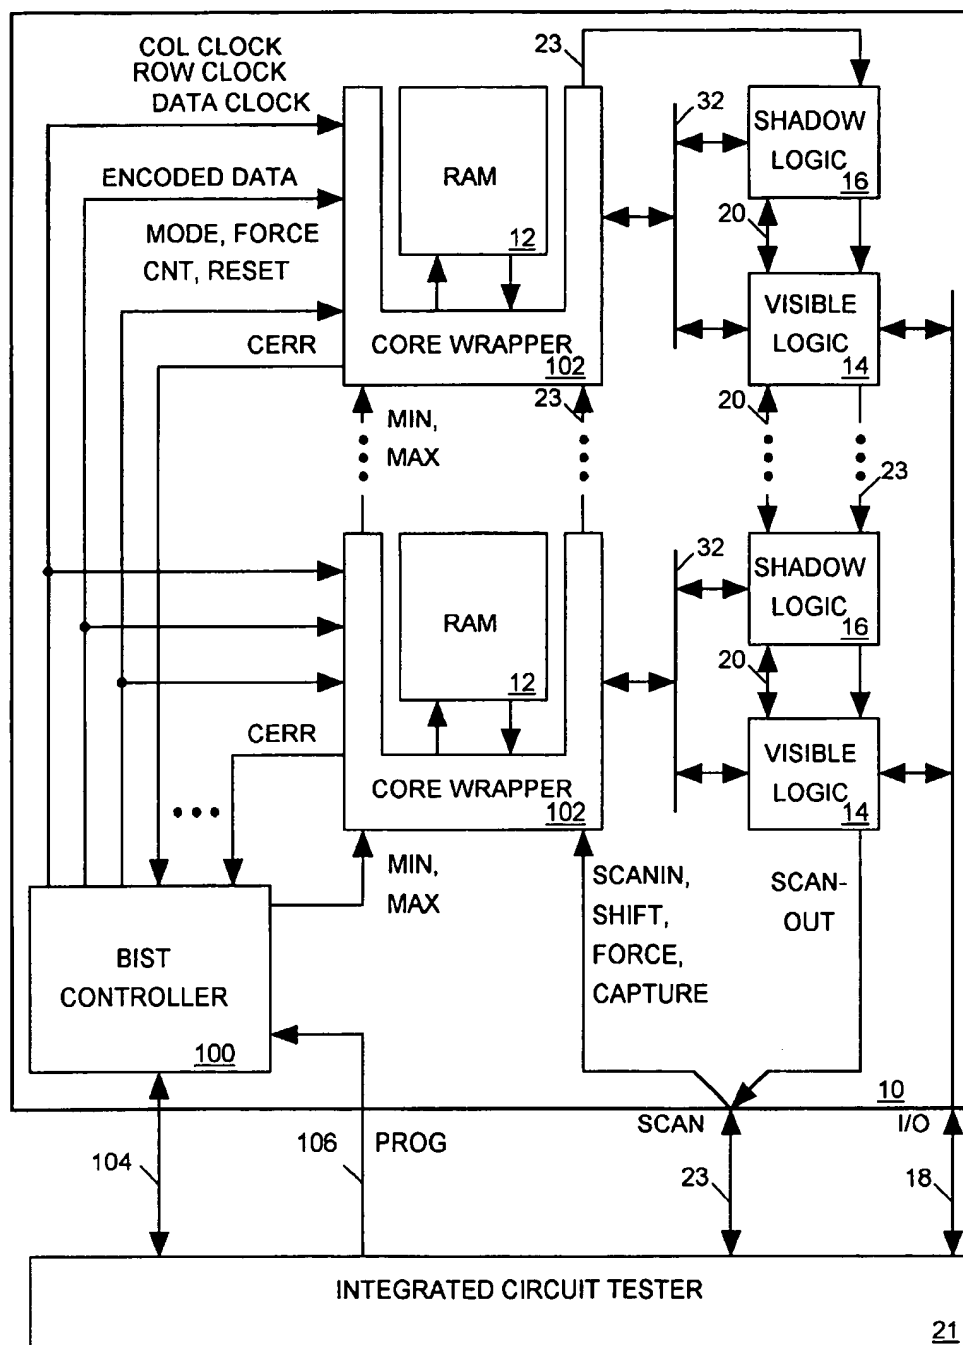 COL CLOCK
ROW CLOCK
DATA CLOCK
23
32
SHADOW
LOGIC
16
RAM
12
ENCODED DATA
MODE, FORCE
CNT, RESET
20
VISIBLE
LOGIC
14
CERR
CORE WRAPPER
102
MIN,
MAX
23
20
23
32
SHADOW
LOGIC
16
RAM
12
20
CERR
VISIBLE
LOGIC
14
CORE WRAPPER
102
MIN,
MAX
SCANIN,
SHIFT,
FORCE,
CAPTURE
SCAN-
OUT
BIST
CONTROLLER
100
10
SCAN
I/O
104
106
PROG
23
18
INTEGRATED CIRCUIT TESTER
21